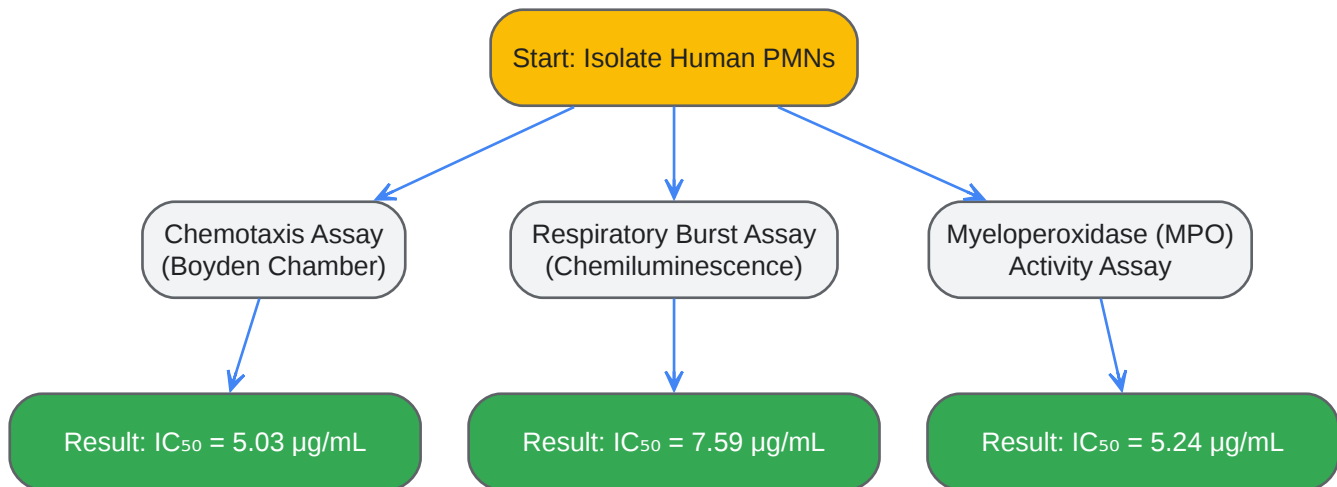 Start: Isolate Human PMNs
Chemotaxis Assay
(Boyden Chamber)
Respiratory Burst Assay
(Chemiluminescence)
Myeloperoxidase (MPO)
Activity Assay
Result: IC₅₀ = 5.03 μg/mL
Result: IC₅₀ = 7.59 μg/mL
Result: IC₅₀ = 5.24 μg/mL